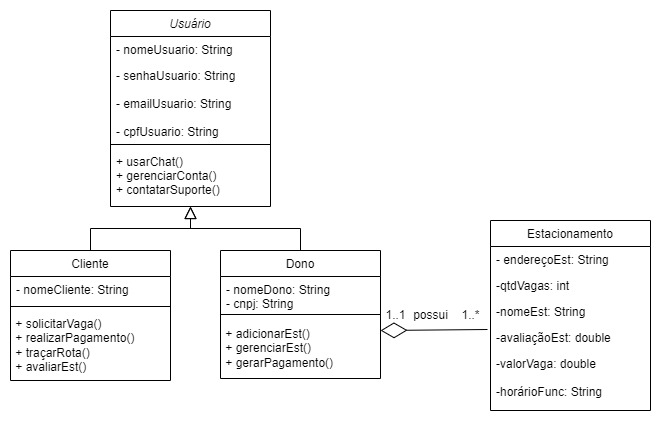 Usuário
- nomeUsuario: String
- senhaUsuario: String
- emailUsuario: String
- cpfUsuario: String
+ usarChat()
+ gerenciarConta()
+ contatarSuporte()
Cliente
- nomeCliente: String
+ solicitarVaga()
+ realizarPagamento()
+ traçarRota()
+ avaliarEst()
Dono
- nomeDono: String
- cnpj: String
+ adicionarEst()
+ gerenciarEst()
+ gerarPagamento()
1..1 possui 1..*
Estacionamento
- endereçoEst: String
-qtdVagas: int
-nomeEst: String
-avaliaçãoEst: double
-valorVaga: double
-horárioFunc: String